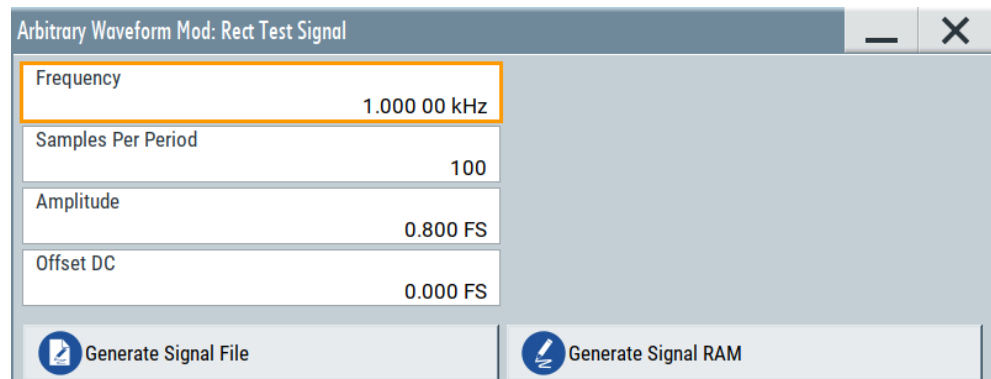 Arbitrary Waveform Mod: Rect Test Signal
Frequency
1.000 00 kHz
Samples Per Period
100
Amplitude
0.800 FS
Offset DC
0.000 FS
Generate Signal File
Generate Signal RAM